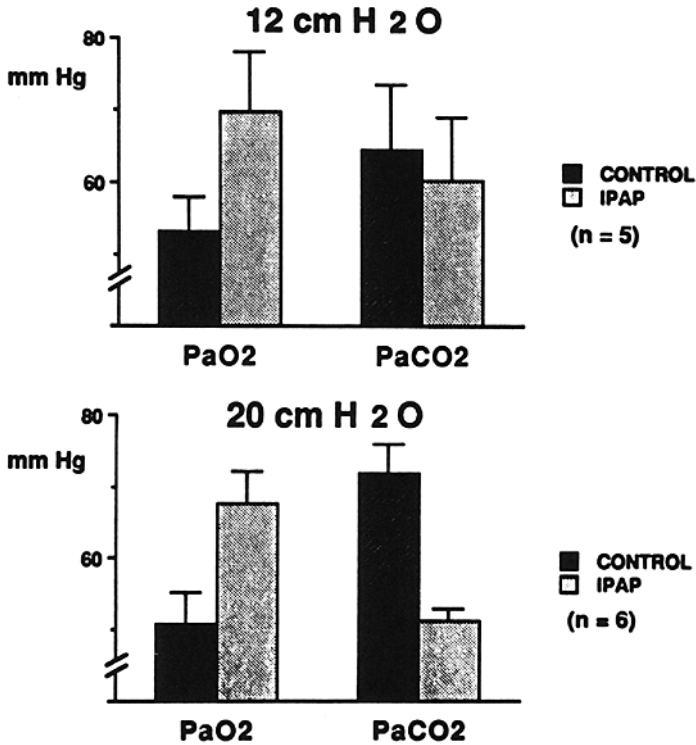 12 cm H 2 O
80
mm Hg
60
CONTROL
IPAP
(n = 5)
PaO2 PaCO2
20 cm H 2 O
80
mm Hg
60
CONTROL
IPAP
(n = 6)
PaO2 PaCO2